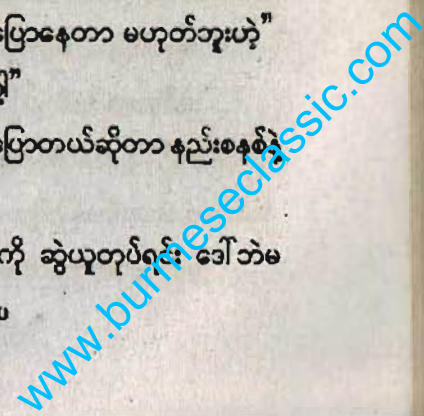 ပြောနေတာ မဟုတ်ဘူးဟဲ့”
ပြောတယ်ဆိုတာ နည်းစနစ်နဲ့
ကို ဆွဲယူတုပ်ရင်း ဒေါ်ဘဲမ
www.burmeseclassic.com